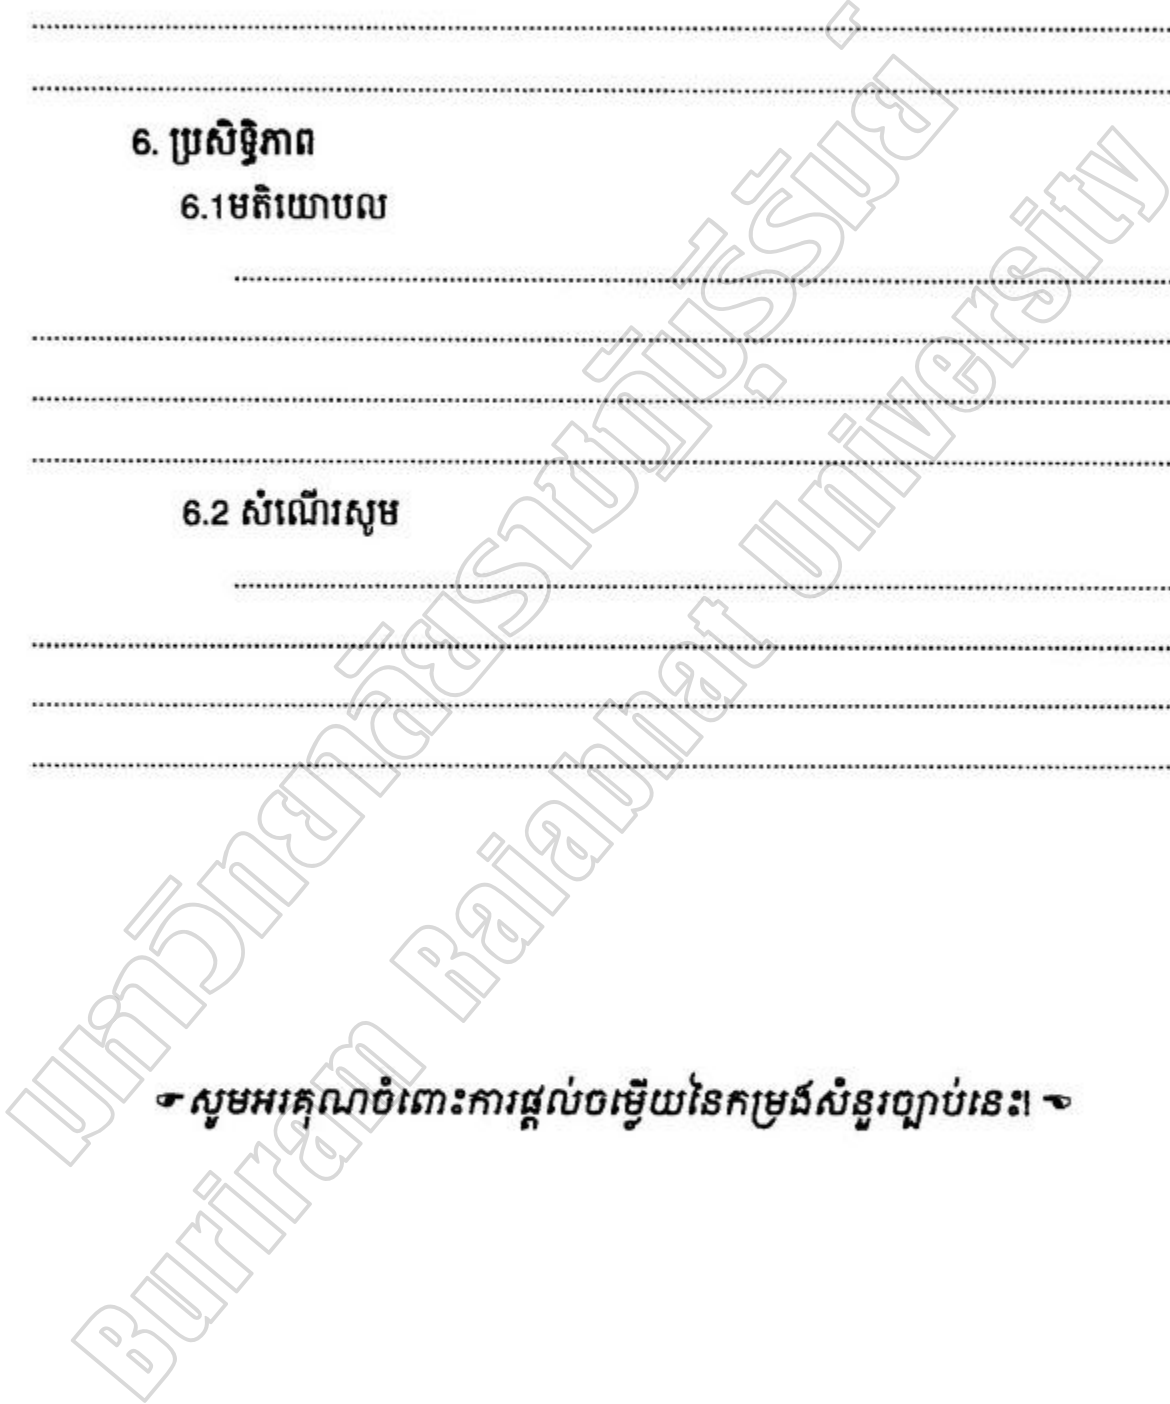 6. ប្រសិទ្ធិភាព
6.1មតិយោបល
6.2 សំណើរសូម
☞ សូមអរគុណចំពោះការផ្តល់ចម្លើយនៃកម្រងសំនួរច្បាប់នេះ! ☜
มหาวิทยาลัยราชภัฏบุรีรัมย์
Buriram Rajabhat University